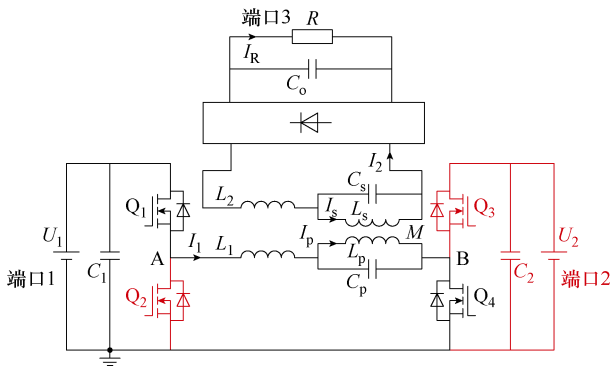 端口3
R
I_R
C_o
I_2
C_s
L_2
I_s
L_s
Q_1
Q_3
U_1
I_p
M
U_2
I_1
L_1
A
L_p
B
端口1
C_1
C_p
C_2
端口2
Q_2
Q_4